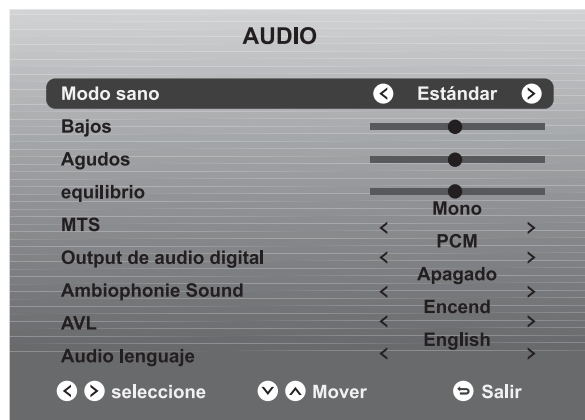 AUDIO
Modo sano Estándar
Bajos
Agudos
equilibrio
MTS Mono
Output de audio digital PCM
Ambiophonie Sound Apagado
AVL Encend
Audio lenguaje English
seleccione Mover Salir